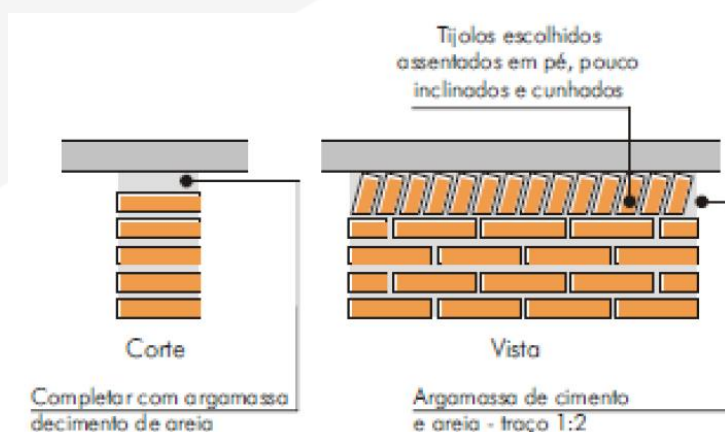 Tijolos escolhidos
assentados em pé, pouco
inclinados e cunhados
Corte
Vista
Completar com argamassa
decimento de areia
Argamassa de cimento
e areia - traço 1:2